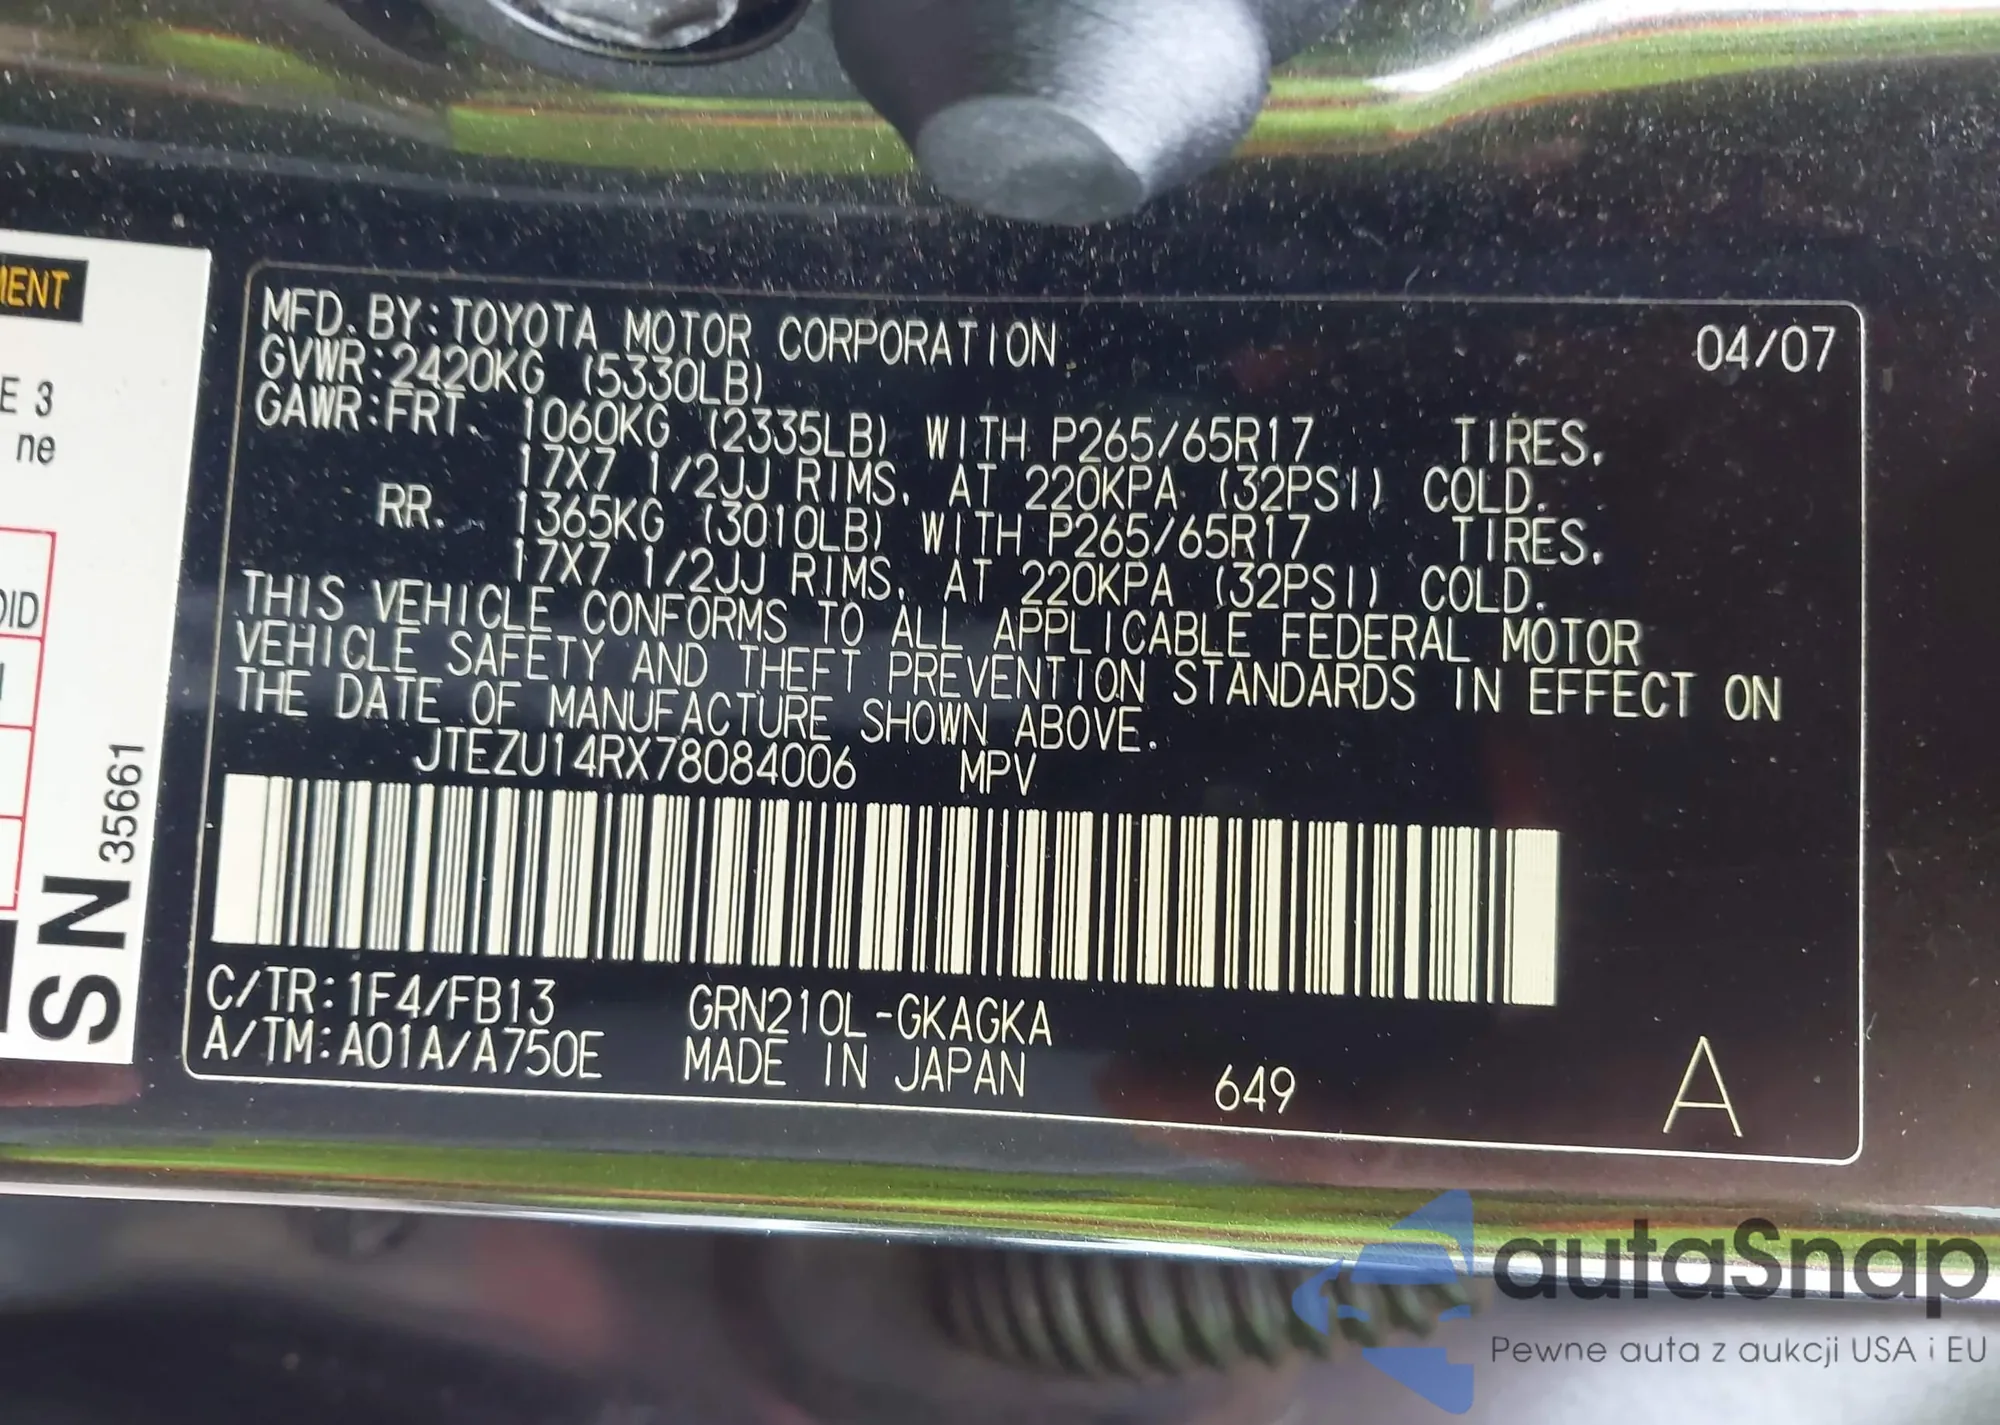 MENT
E 3
ne
OID
SN 35661
MFD. BY: TOYOTA MOTOR CORPORATION 04/07
GVWR: 2420KG (5330LB)
GAWR: FRT. 1060KG (2335LB) WITH P265/65R17 TIRES.
17X7 1/2JJ RIMS. AT 220KPA (32PSI) COLD.
RR. 1365KG (3010LB) WITH P265/65R17 TIRES.
17X7 1/2JJ RIMS. AT 220KPA (32PSI) COLD.
THIS VEHICLE CONFORMS TO ALL APPLICABLE FEDERAL MOTOR
VEHICLE SAFETY AND THEFT PREVENTION STANDARDS IN EFFECT ON
THE DATE OF MANUFACTURE SHOWN ABOVE.
JTEZU14RX78084006 MPV
C/TR: 1F4/FB13 GRN210L-GKAGKA
A/TM: A01A/A750E MADE IN JAPAN 649 A
autaSnap
Pewne auta z aukcji USA i EU